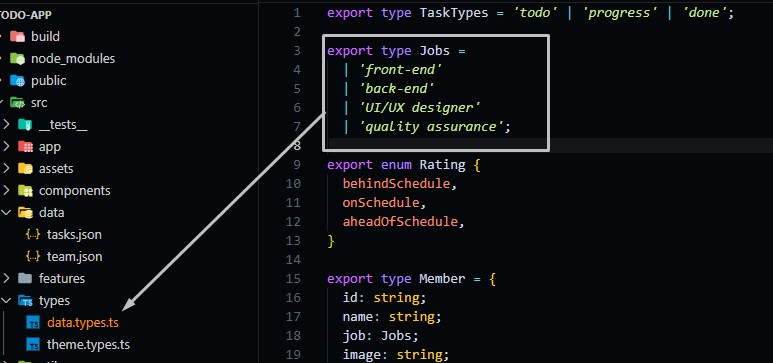 TODO-APP
build
node_modules
public
src
__tests__
app
assets
components
data
{..} tasks.json
{..} team.json
features
types
TS data.types.ts
TS theme.types.ts
1 export type TaskTypes = 'todo' | 'progress' | 'done';
2
3 export type Jobs =
4 | 'front-end'
5 | 'back-end'
6 | 'UI/UX designer'
7 | 'quality assurance';
8
9 export enum Rating {
10 behindSchedule,
11 onSchedule,
12 aheadOfSchedule,
13 }
14
15 export type Member = {
16 id: string;
17 name: string;
18 job: Jobs;
19 image: string;